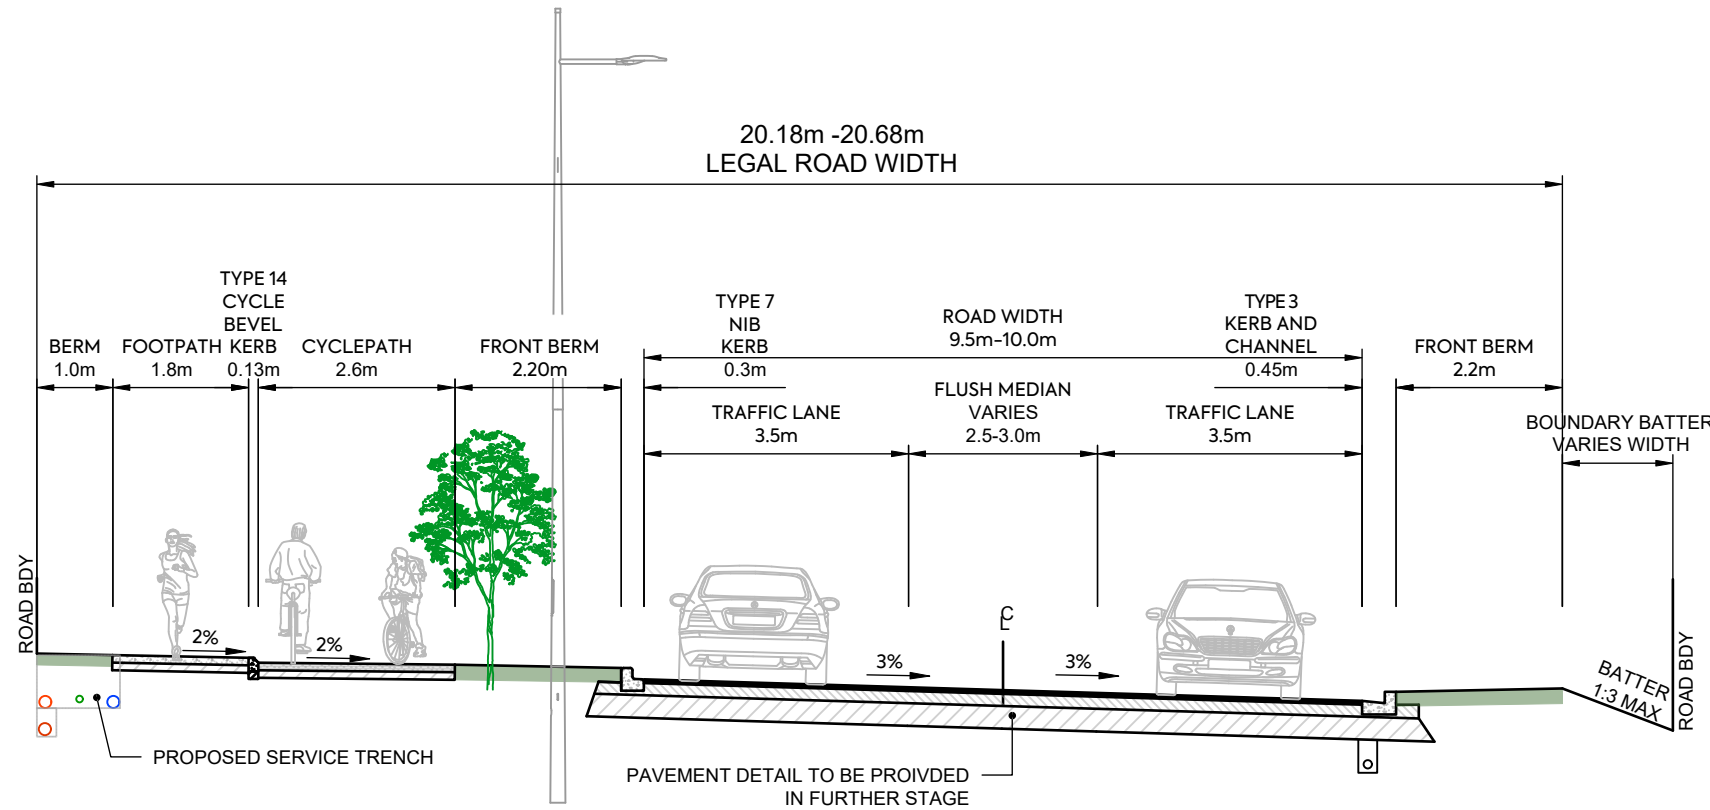 20.18m -20.68m
LEGAL ROAD WIDTH
BERM
1.0m
FOOTPATH
1.8m
TYPE 14
CYCLE
BEVEL
KERB
0.13m
CYCLEPATH
2.6m
FRONT BERM
2.20m
TYPE 7
NIB
KERB
0.3m
ROAD WIDTH
9.5m-10.0m
TYPE 3
KERB AND
CHANNEL
0.45m
FRONT BERM
2.2m
TRAFFIC LANE
3.5m
FLUSH MEDIAN
VARIES
2.5-3.0m
TRAFFIC LANE
3.5m
BOUNDARY BATTER
VARIES WIDTH
ROAD BDY
2%
2%
3%
CL
3%
BATTER
1:3 MAX
ROAD BDY
PROPOSED SERVICE TRENCH
PAVEMENT DETAIL TO BE PROIVDED
IN FURTHER STAGE